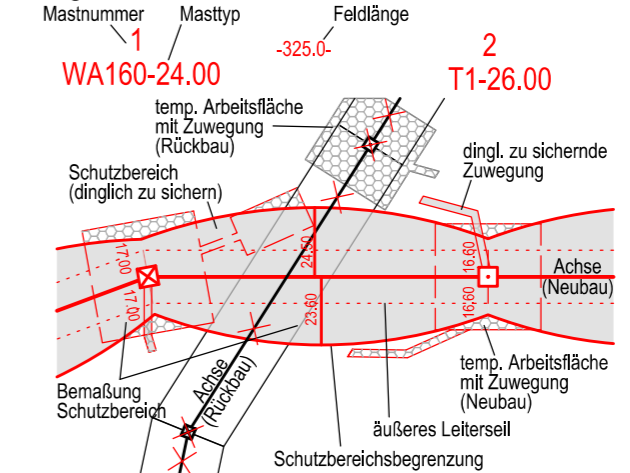 Mastnummer
Masttyp
Feldlänge
1
WA160-24.00
-325.0-
2
T1-26.00
temp. Arbeitsfläche
mit Zuwegung
(Rückbau)
dingl. zu sichernde
Zuwegung
Schutzbereich
(dinglich zu sichern)
17.00
17.00
24.50
23.60
16.60
16.60
Achse
(Neubau)
Achse
(Rückbau)
Bemaßung
Schutzbereich
temp. Arbeitsfläche
mit Zuwegung
(Neubau)
äußeres Leiterseil
Schutzbereichsbegrenzung